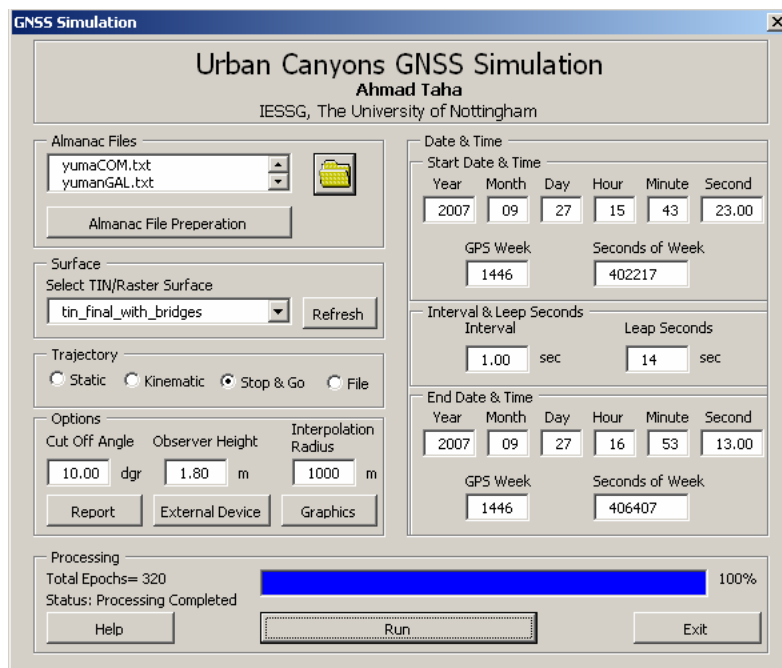 GNSS Simulation
Urban Canyons GNSS Simulation
Ahmad Taha
IESSG, The University of Nottingham
Almanac Files
yumaCOM.txt
yumanGAL.txt
Almanac File Preperation
Surface
Select TIN/Raster Surface
tin_final_with_bridges
Refresh
Trajectory
Static Kinematic Stop & Go File
Options
Cut Off Angle Observer Height Interpolation Radius
10.00 dgr 1.80 m 1000 m
Report External Device Graphics
Date & Time
Start Date & Time
Year Month Day Hour Minute Second
2007 09 27 15 43 23.00
GPS Week Seconds of Week
1446 402217
Interval & Leep Seconds
Interval Leap Seconds
1.00 sec 14 sec
End Date & Time
Year Month Day Hour Minute Second
2007 09 27 16 53 13.00
GPS Week Seconds of Week
1446 406407
Processing
Total Epochs= 320
100%
Status: Processing Completed
Help Run Exit